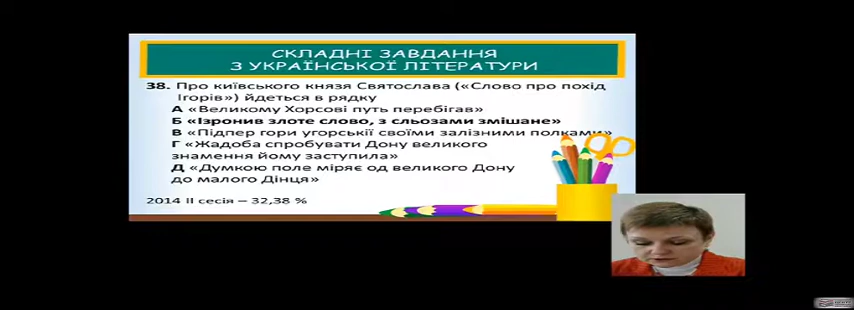 СКЛАДНІ ЗАВДАННЯ
З УКРАЇНСЬКОЇ ЛІТЕРАТУРИ
38. Про київського князя Святослава («Слово про похід
Ігорів») йдеться в рядку
А «Великому Хорсові путь перебігав»
Б «Ізронив злоте слово, з сльозами змішане»
В «Підпер гори угорськії своїми залізними полками»
Г «Жадоба спробувати Дону великого
знамення йому заступила»
Д «Думкою поле міряє од великого Дону
до малого Дінця»
2014 ІІ сесія – 32,38 %